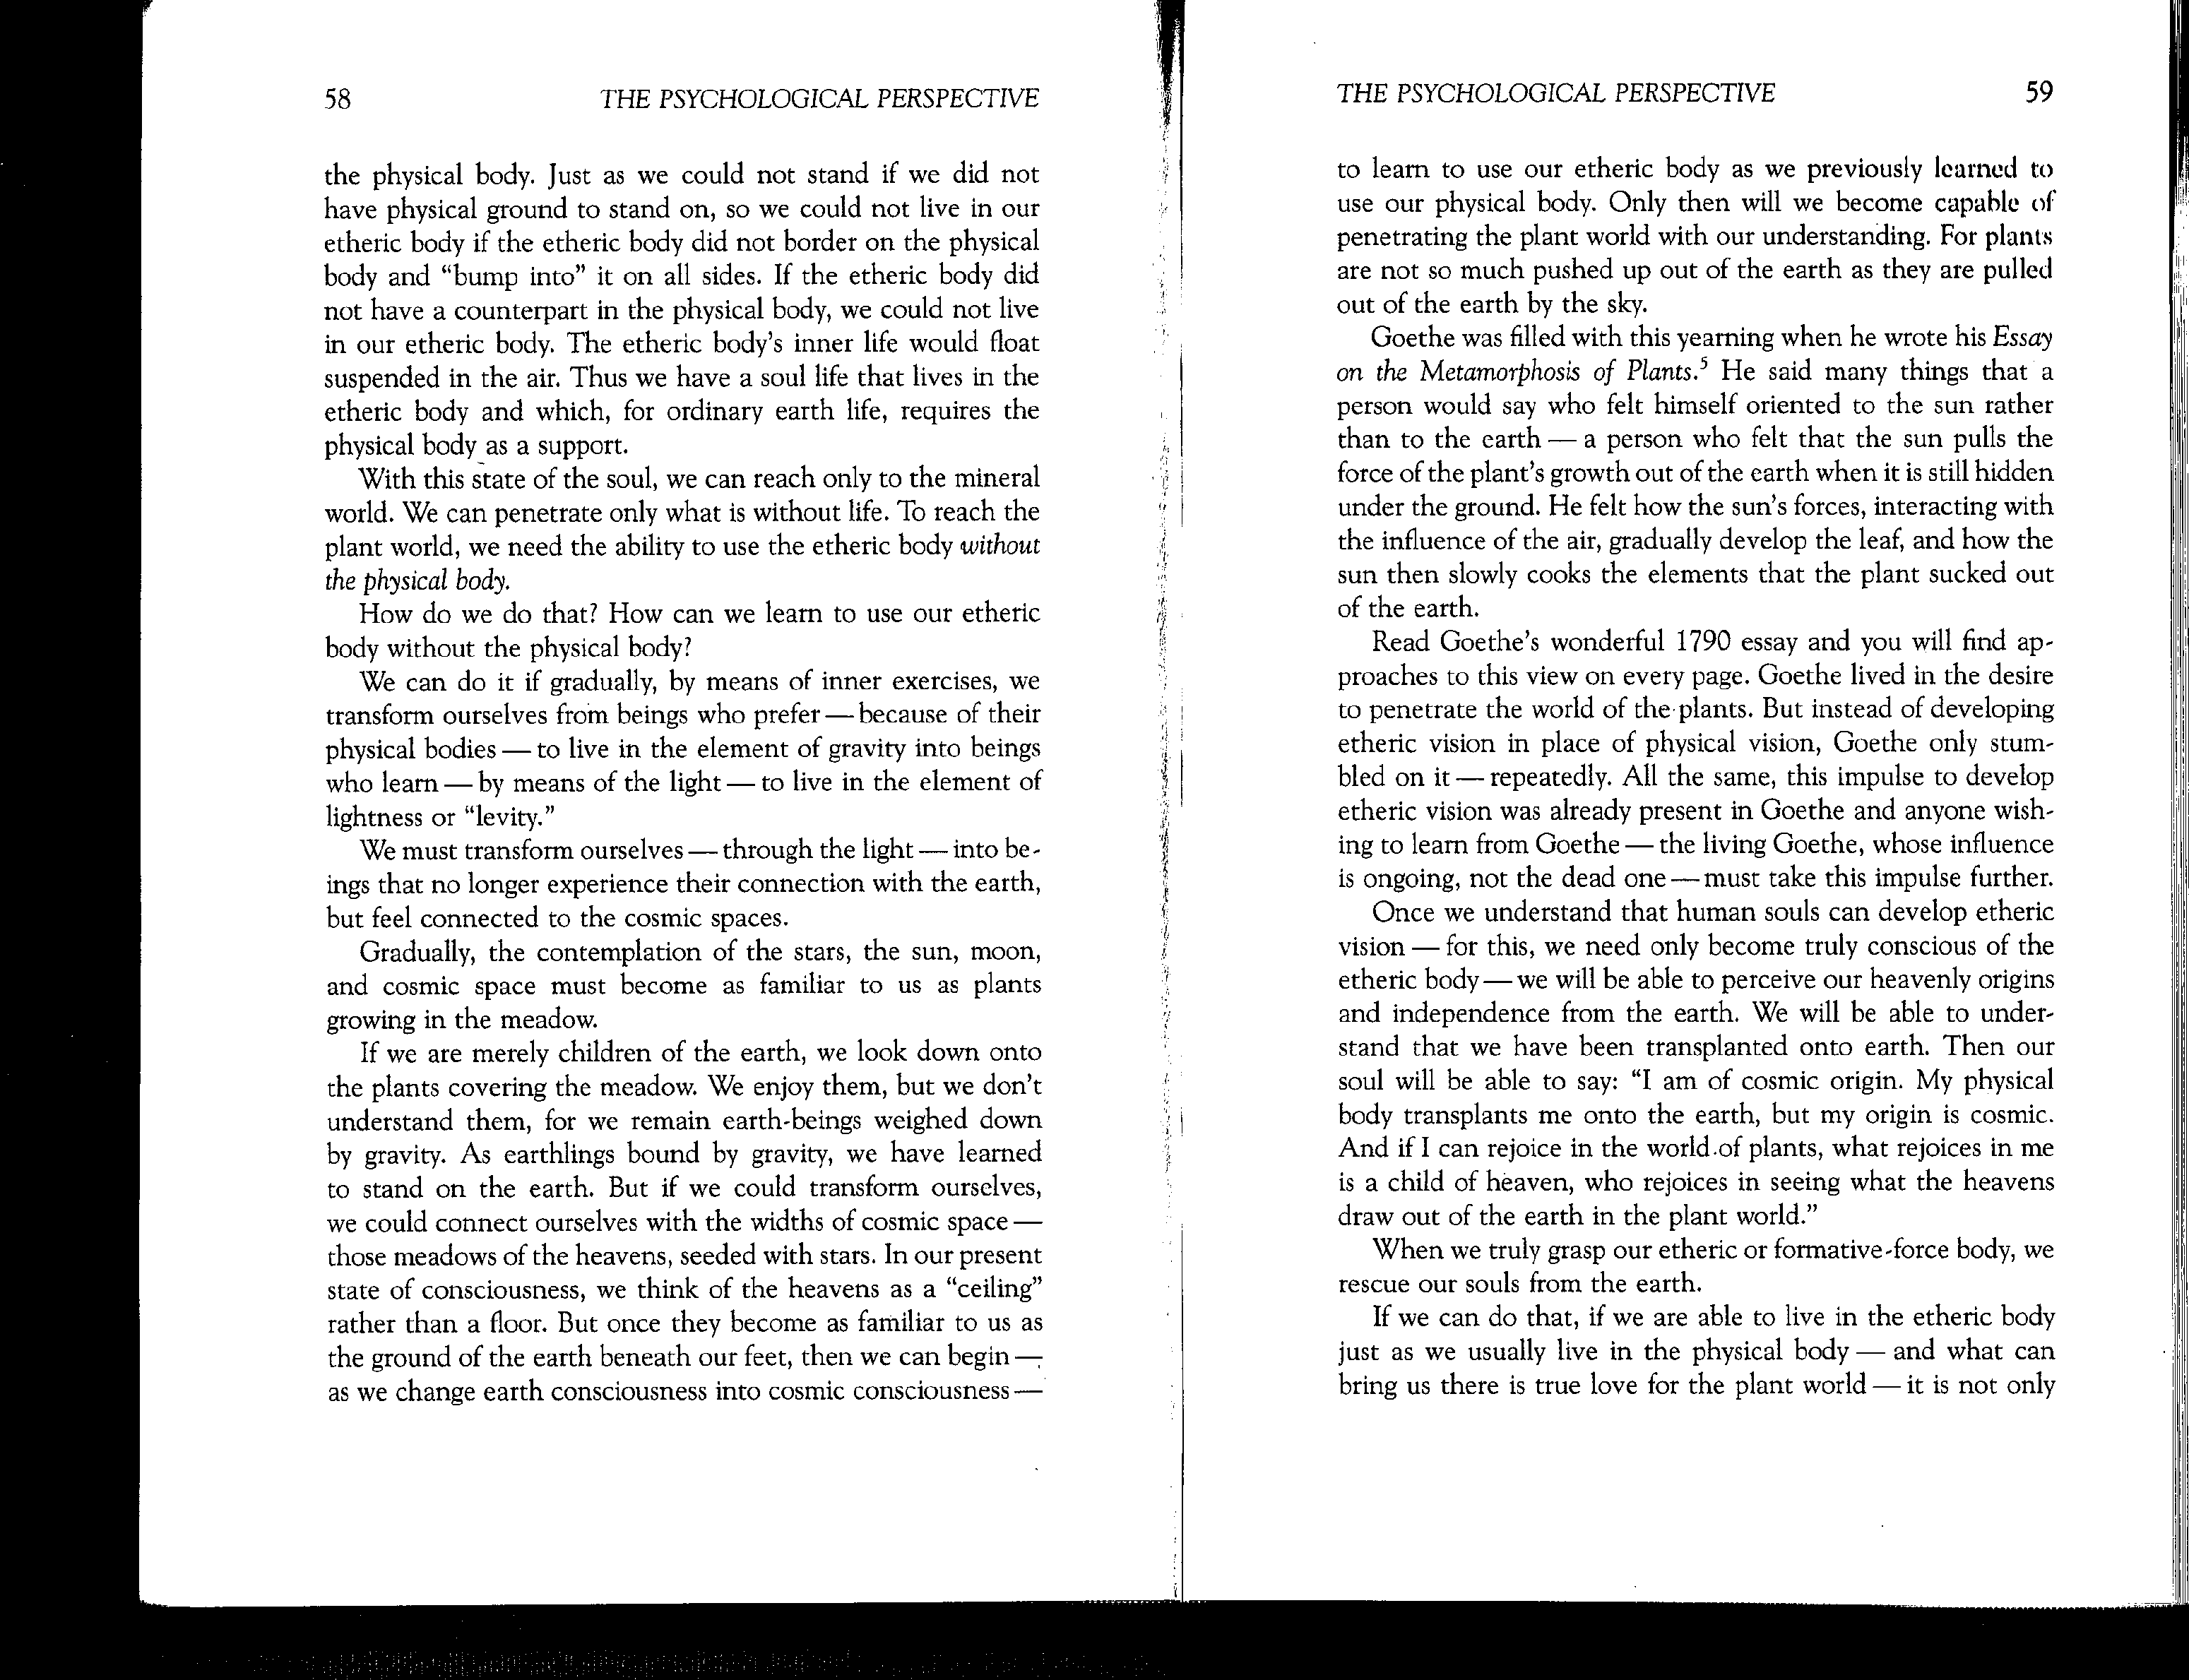 58 THE PSYCHOLOGICAL PERSPECTIVE
the physical body. Just as we could not stand if we did not
have physical ground to stand on, so we could not live in our
etheric body if the etheric body did not border on the physical
body and “bump into” it on all sides. If the etheric body did
not have a counterpart in the physical body, we could not live
in our etheric body. The etheric body's inner life would float
suspended in the air. Thus we have a soul life that lives in the
etheric body and which, for ordinary earth life, requires the
physical body as a support.
With this state of the soul, we can reach only to the mineral
world. We can penetrate only what is without life. To reach the
plant world, we need the ability to use the etheric body without
the physical body.
How do we do that? How can we learn to use our etheric
body without the physical body?
We can do it if gradually, by means of inner exercises, we
transform ourselves from beings who prefer — because of their
physical bodies — to live in the element of gravity into beings
who learn — by means of the light — to live in the element of
lightness or “levity.”
We must transform ourselves — through the light — into be-
ings that no longer experience their connection with the earth,
but feel connected to the cosmic spaces.
Gradually, the contemplation of the stars, the sun, moon,
and cosmic space must become as familiar to us as plants
growing in the meadow.
If we are merely children of the earth, we look down onto
the plants covering the meadow. We enjoy them, but we don't
understand them, for we remain earth-beings weighed down
by gravity. As earthlings bound by gravity, we have learned
to stand on the earth. But if we could transform ourselves,
we could connect ourselves with the widths of cosmic space —
those meadows of the heavens, seeded with stars. In our present
state of consciousness, we think of the heavens as a “ceiling”
rather than a floor. But once they become as familiar to us as
the ground of the earth beneath our feet, then we can begin —
as we change earth consciousness into cosmic consciousness —
THE PSYCHOLOGICAL PERSPECTIVE 59
to learn to use our etheric body as we previously learned to
use our physical body. Only then will we become capable of
penetrating the plant world with our understanding. For plants
are not so much pushed up out of the earth as they are pulled
out of the earth by the sky.
Goethe was filled with this yearning when he wrote his Essay
on the Metamorphosis of Plants.⁵ He said many things that a
person would say who felt himself oriented to the sun rather
than to the earth — a person who felt that the sun pulls the
force of the plant's growth out of the earth when it is still hidden
under the ground. He felt how the sun's forces, interacting with
the influence of the air, gradually develop the leaf, and how the
sun then slowly cooks the elements that the plant sucked out
of the earth.
Read Goethe's wonderful 1790 essay and you will find ap-
proaches to this view on every page. Goethe lived in the desire
to penetrate the world of the plants. But instead of developing
etheric vision in place of physical vision, Goethe only stum-
bled on it — repeatedly. All the same, this impulse to develop
etheric vision was already present in Goethe and anyone wish-
ing to learn from Goethe — the living Goethe, whose influence
is ongoing, not the dead one — must take this impulse further.
Once we understand that human souls can develop etheric
vision — for this, we need only become truly conscious of the
etheric body — we will be able to perceive our heavenly origins
and independence from the earth. We will be able to under-
stand that we have been transplanted onto earth. Then our
soul will be able to say: “I am of cosmic origin. My physical
body transplants me onto the earth, but my origin is cosmic.
And if I can rejoice in the world of plants, what rejoices in me
is a child of heaven, who rejoices in seeing what the heavens
draw out of the earth in the plant world.”
When we truly grasp our etheric or formative-force body, we
rescue our souls from the earth.
If we can do that, if we are able to live in the etheric body
just as we usually live in the physical body — and what can
bring us there is true love for the plant world — it is not only